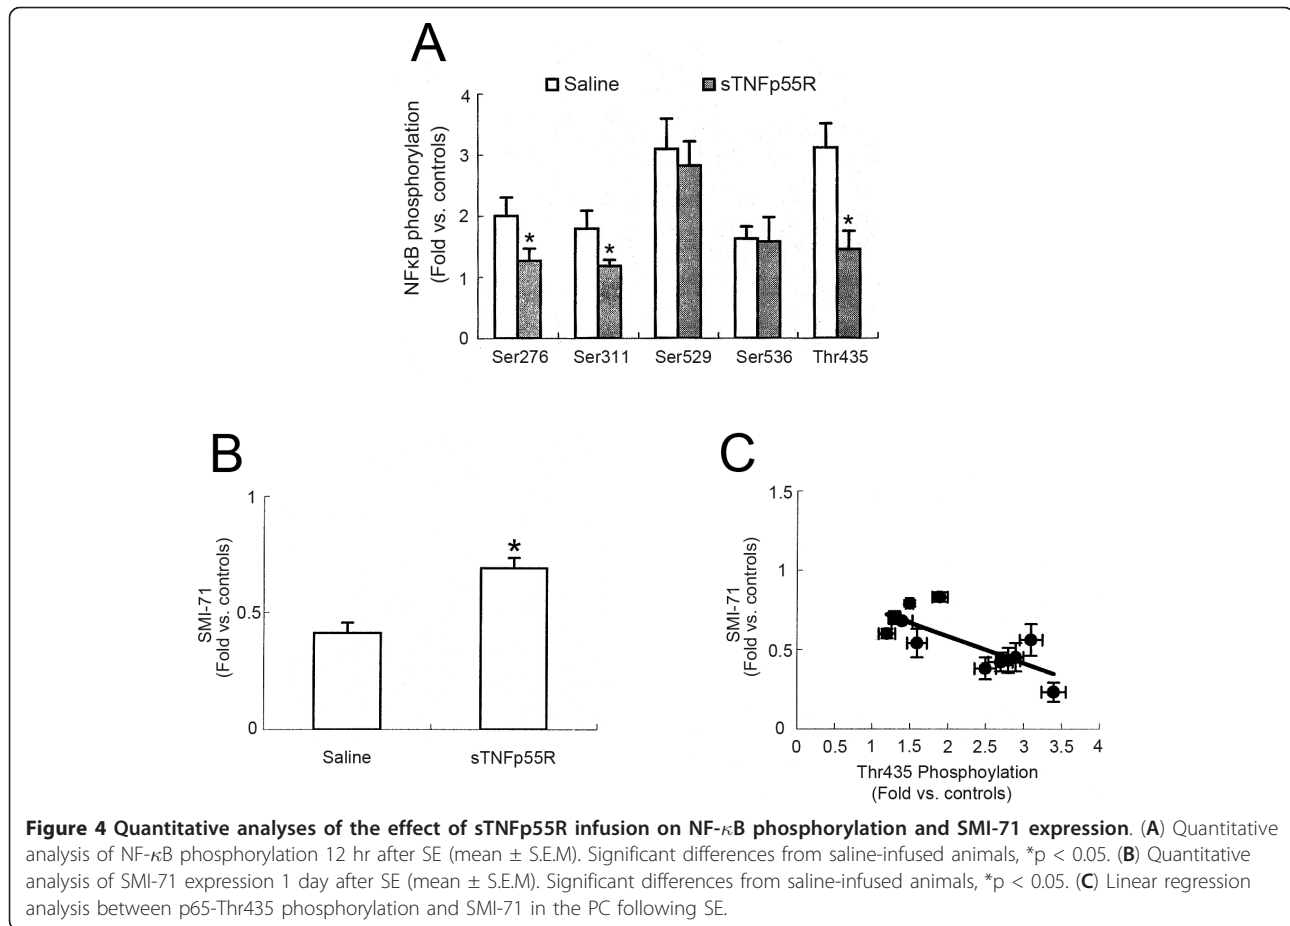 A
Saline
sTNFp55R
NFκB phosphorylation
(Fold vs. controls)
4
3
2
1
0
*
*
*
Ser276
Ser311
Ser529
Ser536
Thr435
B
SMI-71
(Fold vs. controls)
1
0.5
0
*
Saline
sTNFp55R
C
SMI-71
(Fold vs. controls)
1.5
1
0.5
0
0 0.5 1 1.5 2 2.5 3 3.5 4
Thr435 Phosphoylation
(Fold vs. controls)
Figure 4 Quantitative analyses of the effect of sTNFp55R infusion on NF-κB phosphorylation and SMI-71 expression. (A) Quantitative
analysis of NF-κB phosphorylation 12 hr after SE (mean ± S.E.M). Significant differences from saline-infused animals, *p < 0.05. (B) Quantitative
analysis of SMI-71 expression 1 day after SE (mean ± S.E.M). Significant differences from saline-infused animals, *p < 0.05. (C) Linear regression
analysis between p65-Thr435 phosphorylation and SMI-71 in the PC following SE.